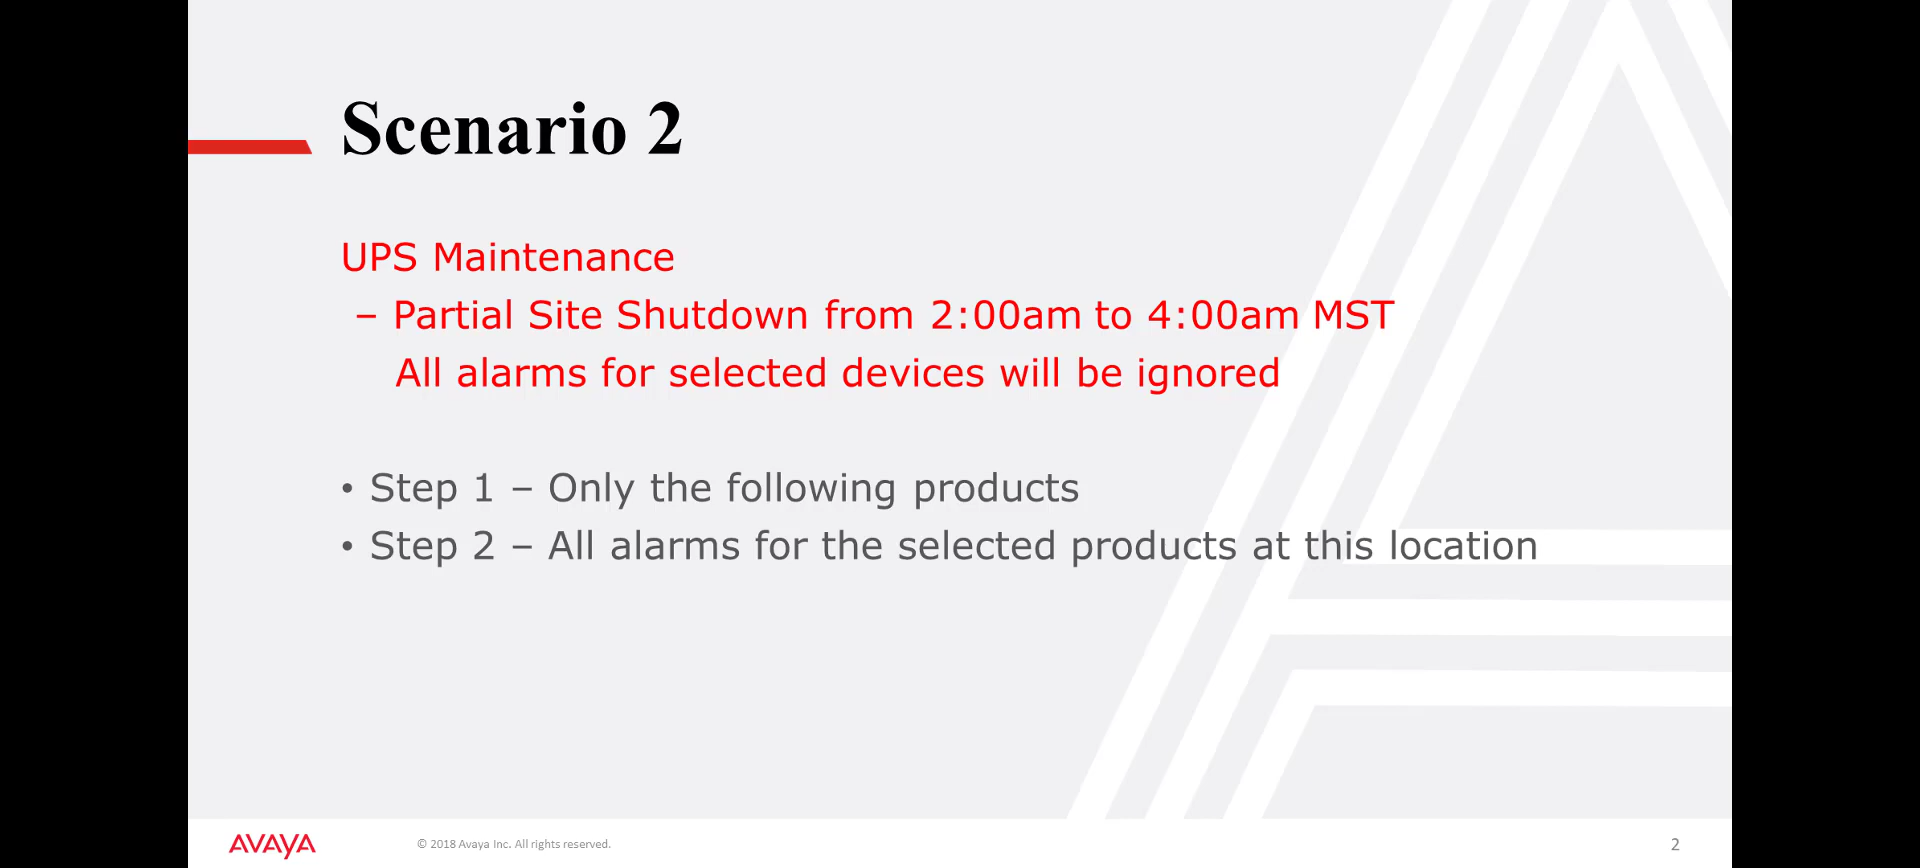 Scenario 2
UPS Maintenance
– Partial Site Shutdown from 2:00am to 4:00am MST
All alarms for selected devices will be ignored
• Step 1 – Only the following products
• Step 2 – All alarms for the selected products at this location
AVAYA
© 2018 Avaya Inc. All rights reserved.
2